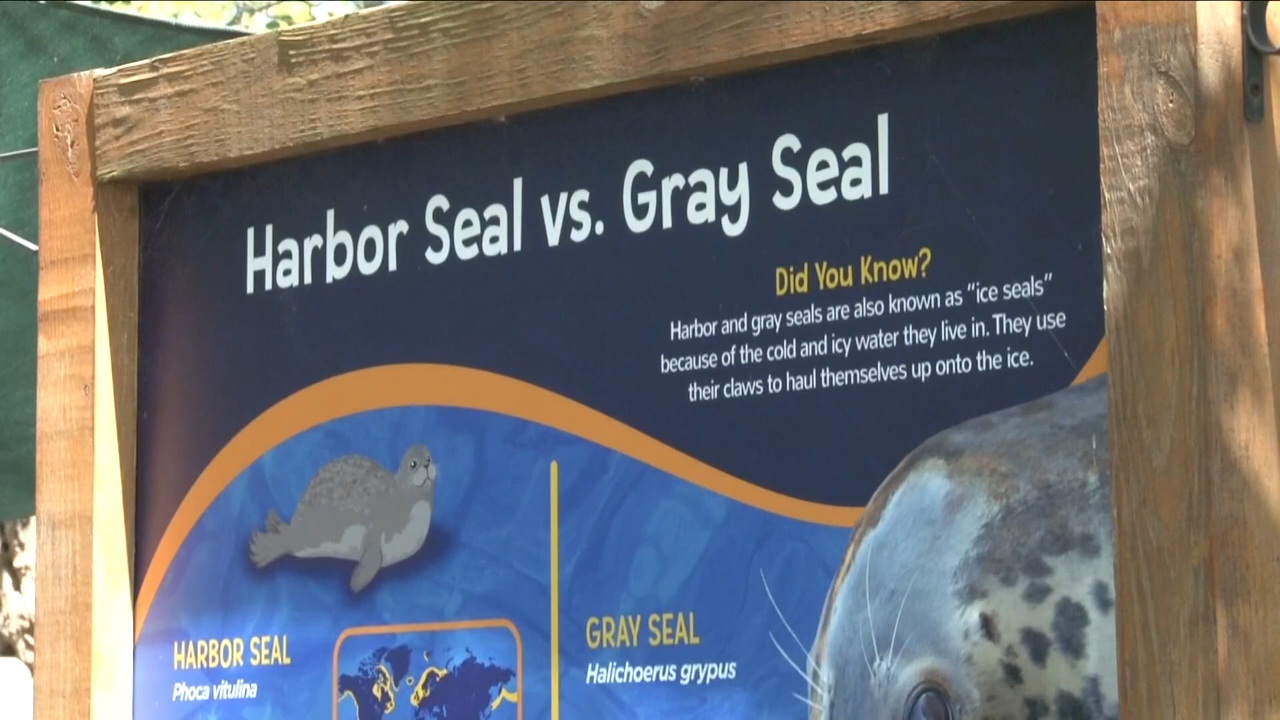 Harbor Seal vs. Gray Seal
Did You Know?
Harbor and gray seals are also known as “ice seals”
because of the cold and icy water they live in. They use
their claws to haul themselves up onto the ice.
HARBOR SEAL
Phoca vitulina
GRAY SEAL
Halichoerus grypus